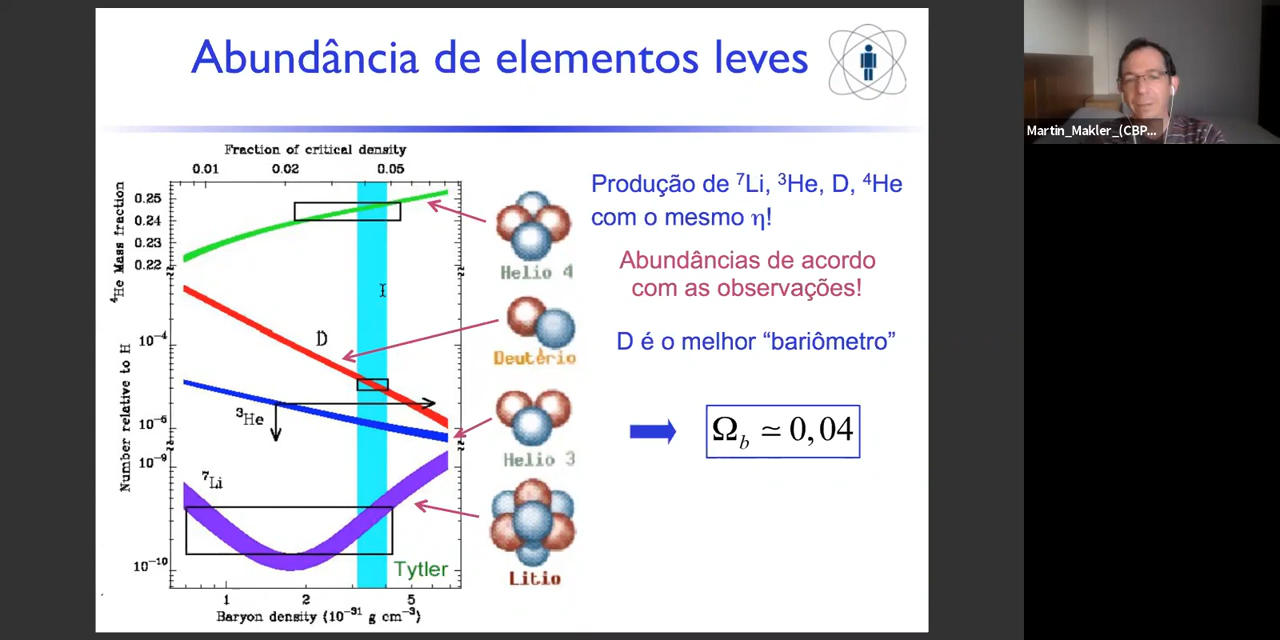 Abundância de elementos leves
Martin_Makler_(CBP...
Fraction of critical density
0.01 0.02 0.05
⁴He Mass fraction
0.25
0.24
0.23
0.22
Number relative to H
10⁻⁴
10⁻⁵
10⁻⁹
10⁻¹⁰
I
D
³He
⁷Li
Tytler
1 2 5
Baryon density (10⁻³¹ g cm⁻³)
Helio 4
Deutério
Helio 3
Litio
Produção de ⁷Li, ³He, D, ⁴He
com o mesmo η!
Abundâncias de acordo
com as observações!
D é o melhor “bariômetro”
Ω_b ≃ 0,04